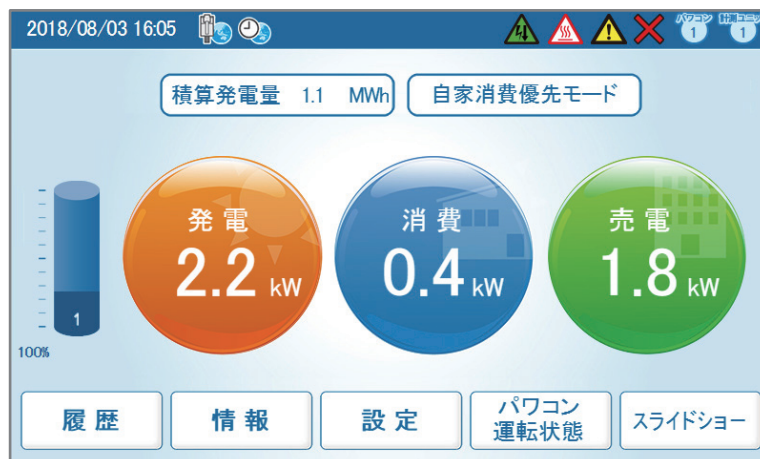 2018/08/03 16:05
パワコン 1
計測ユニット 1
積算発電量 1.1 MWh
自家消費優先モード
発電
2.2 kW
消費
0.4 kW
売電
1.8 kW
1
100%
履歴
情報
設定
パワコン
運転状態
スライドショー